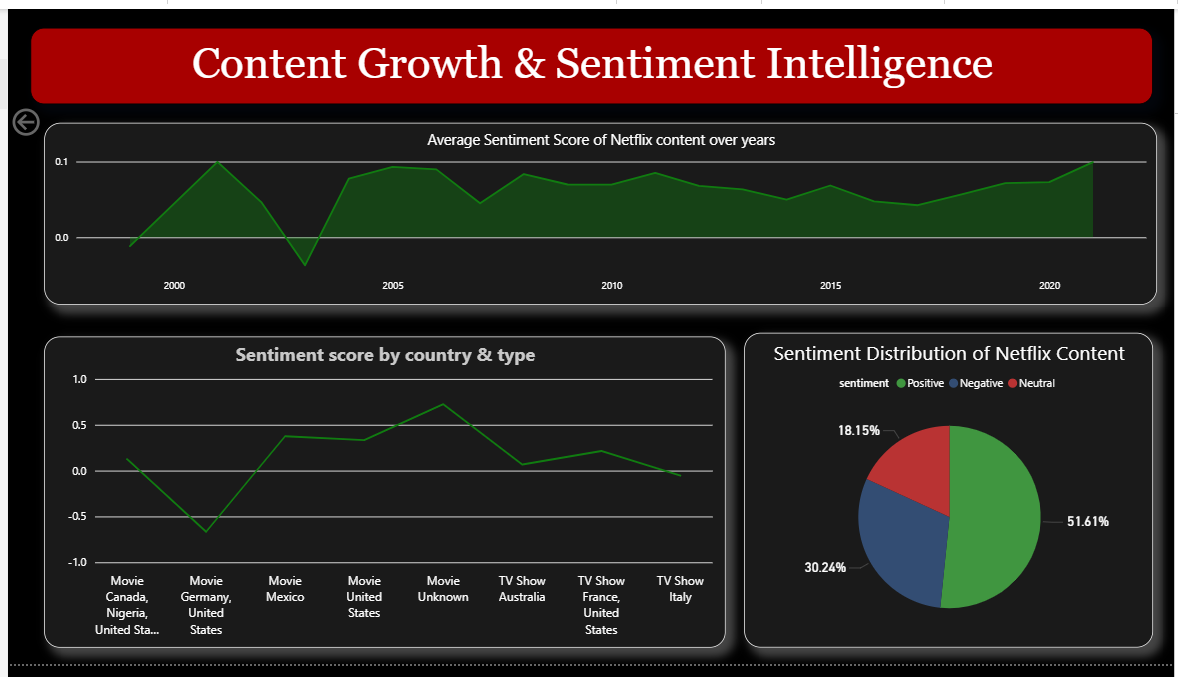 Content Growth & Sentiment Intelligence
Average Sentiment Score of Netflix content over years
0.1
0.0
2000 2005 2010 2015 2020
Sentiment score by country & type
1.0
0.5
0.0
-0.5
-1.0
Movie Movie Movie Movie Movie TV Show TV Show TV Show
Canada, Germany, Mexico United Unknown Australia France, Italy
Nigeria, United States United
United Sta... States States
Sentiment Distribution of Netflix Content
sentiment Positive Negative Neutral
18.15%
51.61%
30.24%